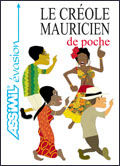 LE CRÉOLE
MAURICIEN
de poche
ASSiMiL évasion